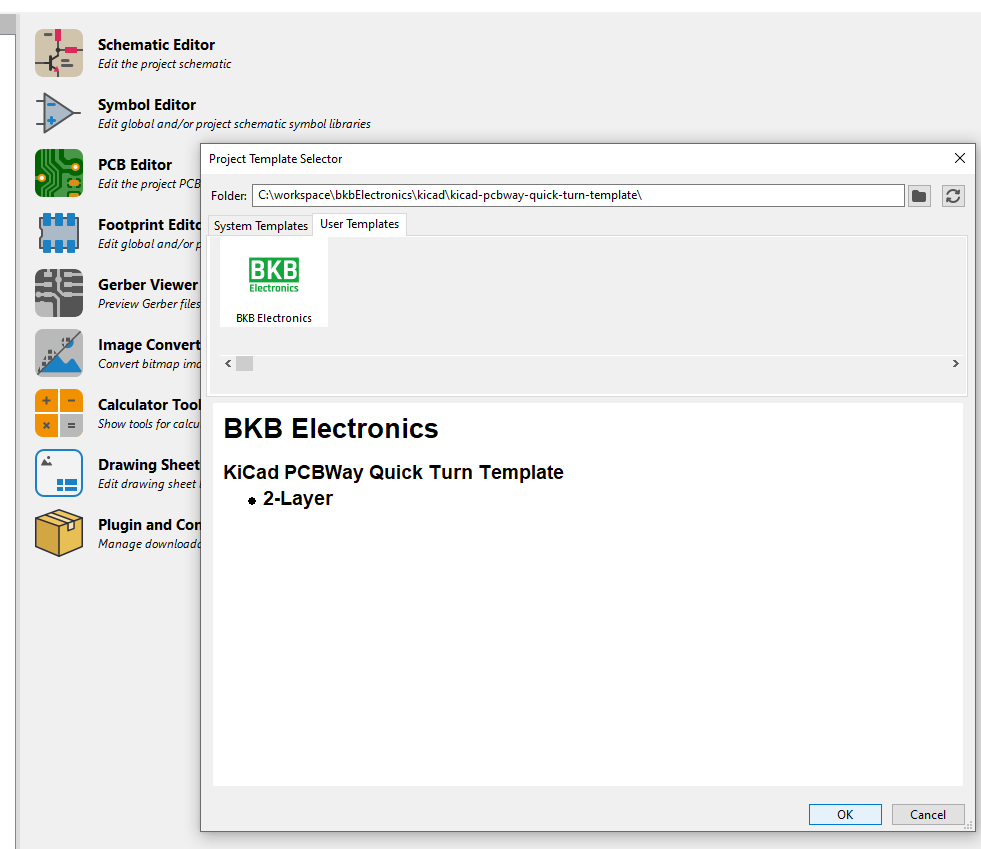 Schematic Editor
Edit the project schematic
Symbol Editor
Edit global and/or project schematic symbol libraries
PCB Editor
Edit the project PCB
Footprint Edito
Edit global and/or p
Gerber Viewer
Preview Gerber files
Image Convert
Convert bitmap ima
Calculator Tool
Show tools for calcu
Drawing Sheet
Edit drawing sheet
Plugin and Con
Manage downloada
Project Template Selector
Folder: C:\workspace\bkbElectronics\kicad\kicad-pcbway-quick-turn-template\
System Templates User Templates
BKB
Electronics
BKB Electronics
BKB Electronics
KiCad PCBWay Quick Turn Template
• 2-Layer
OK Cancel